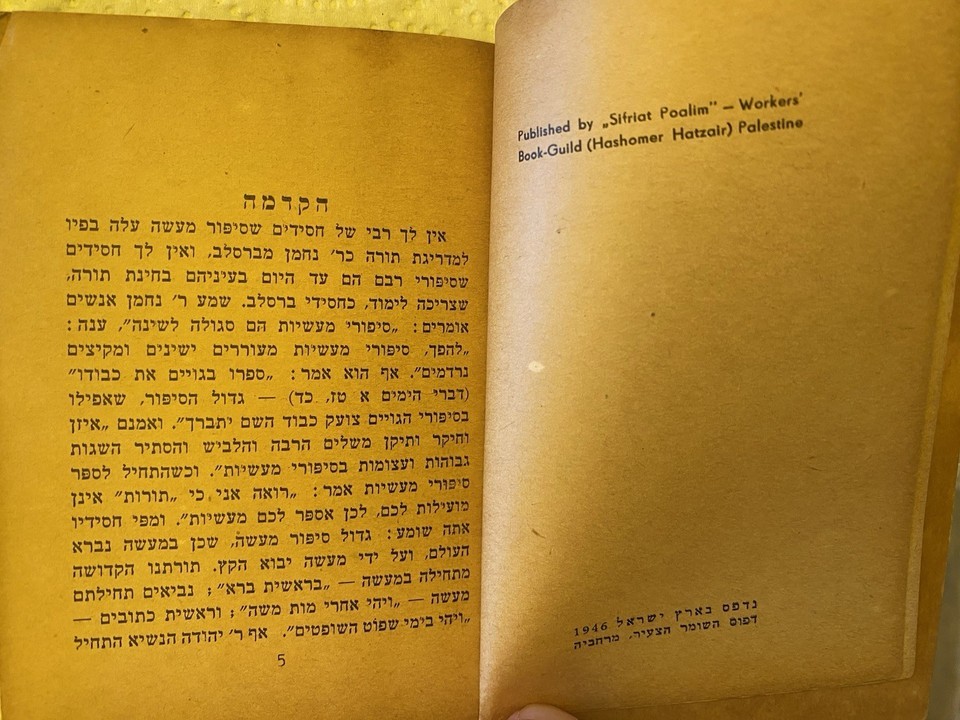 Published by „Sifriat Poalim" — Workers'
Book-Guild (Hashomer Hatzair) Palestine
נדפס בארץ ישראל 1946
דפוס השומר הצעיר, מרחביה
הקדמה
אין לך רבי של חסידים שסיפור מעשה עלה בפיו
למדריגת תורה כר׳ נחמן מברסלב, ואין לך חסידים
שסיפורי רבם הם עד היום בעיניהם בחינת תורה,
שצריכה לימוד, כחסידי ברסלב. שמע ר׳ נחמן אנשים
אומרים: „סיפורי מעשיות הם סגולה לשינה", ענה:
„להפך, סיפורי מעשיות מעוררים ישינים ומקיצים
נרדמים". אף הוא אמר: „ספרו בגויים את כבודו"
(דברי הימים א טז, כד) — גדול הסיפור, שאפילו
בסיפורי הגויים צועק כבוד השם יתברך". ואמנם „איזן
וחיקר ותיקן משלים הרבה והלביש והסתיר השגות
גבוהות ועצומות בסיפורי מעשיות". וכשהתחיל לספר
סיפורי מעשיות אמר: „רואה אני כי „תורות" אינן
מועילות לכם, לכן אספר לכם מעשיות". ומפי חסידיו
אתה שומע: גדול סיפור מעשה, שכן במעשה נברא
העולם, ועל ידי מעשה יבוא הקץ. תורתנו הקדושה
מתחילה במעשה — „בראשית ברא"; נביאים תחילתם
מעשה — „ויהי אחרי מות משה"; וראשית כתובים —
„ויהי בימי שפוט השופטים". אף ר׳ יהודה הנשיא התחיל
5